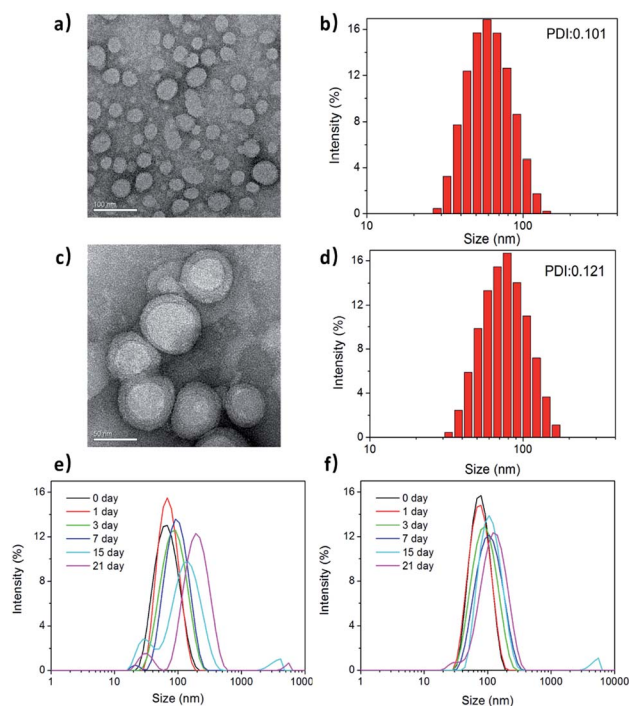 a)
100 nm
b)
PDI:0.101
Intensity (%)
16
12
8
4
0
10
100
Size (nm)
c)
50 nm
d)
PDI:0.121
Intensity (%)
16
12
8
4
0
10
100
Size (nm)
e)
0 day
1 day
3 day
7 day
15 day
21 day
Intensity (%)
16
12
8
4
0
1
10
100
1000
Size (nm)
f)
0 day
1 day
3 day
7 day
15 day
21 day
Intensity (%)
16
12
8
4
0
1
10
100
1000
10000
Size (nm)